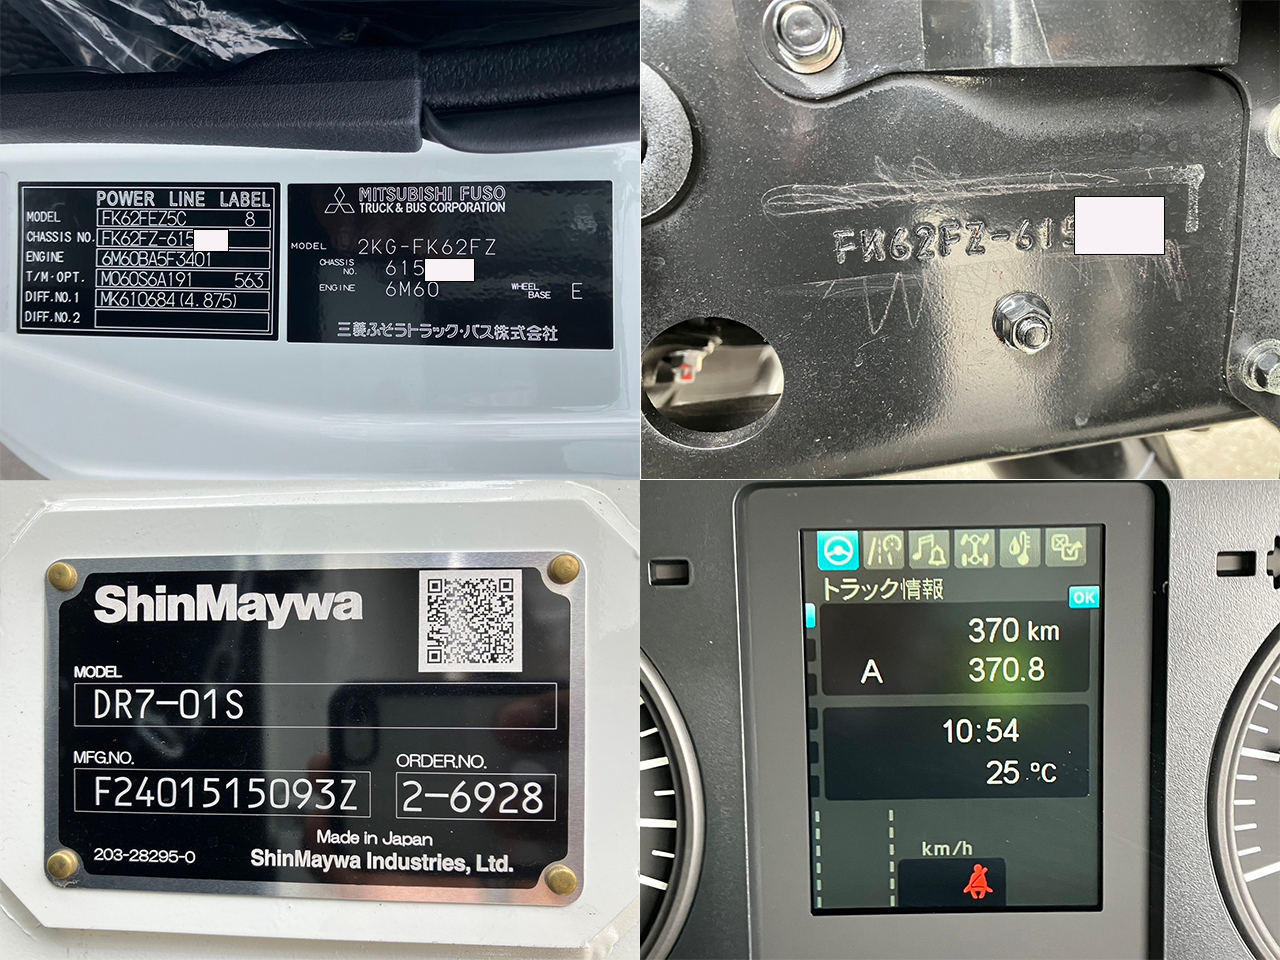 POWER LINE LABEL
MODEL FK62FEZ5C 8
CHASSIS NO. FK62FZ-615
ENGINE 6M60BA5F3401
T/M·OPT. M060S6A191 563
DIFF.NO.1 MK610684(4.875)
DIFF.NO.2
MITSUBISHI FUSO
TRUCK & BUS CORPORATION
MODEL 2KG-FK62FZ
CHASSIS NO. 615
ENGINE 6M60 WHEEL BASE E
三菱ふそうトラック・バス株式会社
FK62FZ-615
ShinMaywa
MODEL
DR7-01S
MFG.NO. ORDER.NO.
F2401515093Z 2-6928
Made in Japan
203-28295-0 ShinMaywa Industries, Ltd.
トラック情報
OK
370 km
A 370.8
10:54
25 ºC
km/h